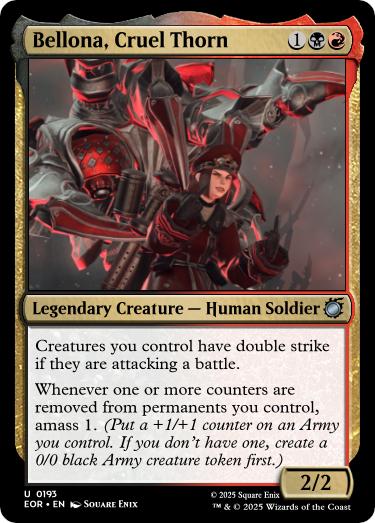 Bellona, Cruel Thorn 1
Legendary Creature — Human Soldier
Creatures you control have double strike
if they are attacking a battle.
Whenever one or more counters are
removed from permanents you control,
amass 1. (Put a +1/+1 counter on an Army
you control. If you don't have one, create a
0/0 black Army creature token first.)
2/2
U 0193
EOR • EN SQUARE ENIX
© 2025 Square Enix
™ & © 2025 Wizards of the Coast